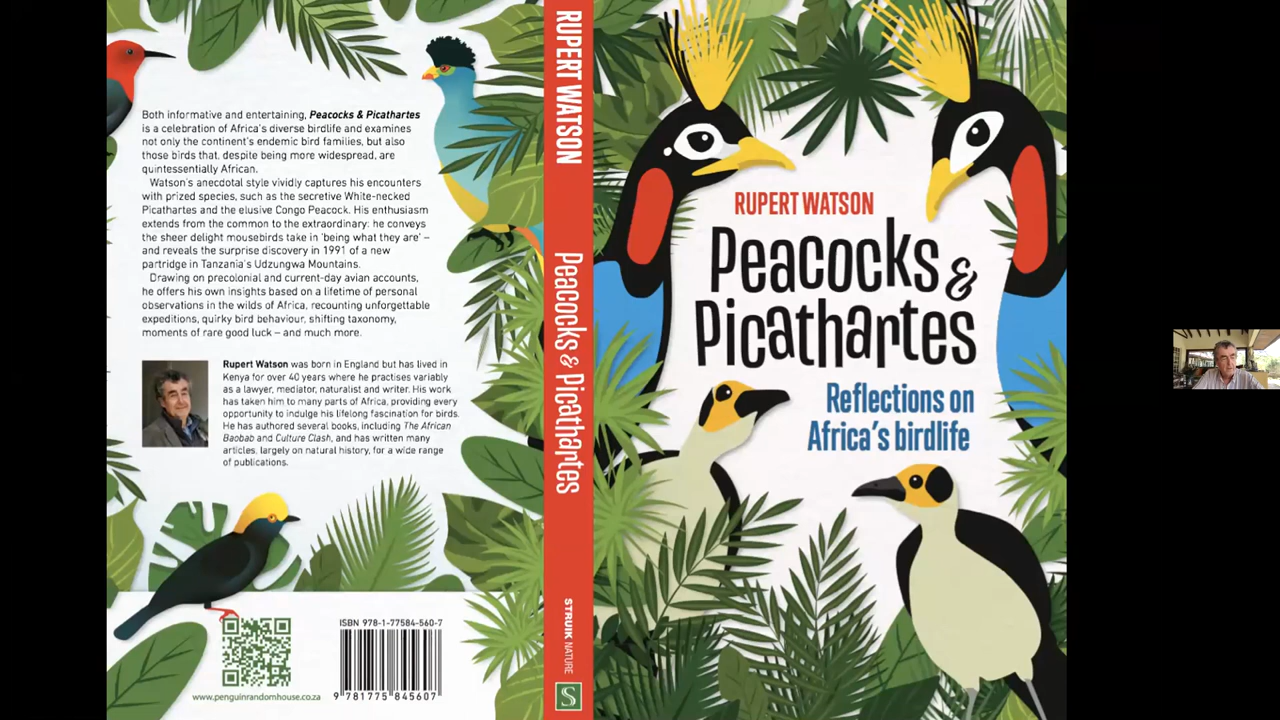 Both informative and entertaining, Peacocks & Picathartes
is a celebration of Africa's diverse birdlife and examines
not only the continent's endemic bird families, but also
those birds that, despite being more widespread, are
quintessentially African.
Watson's anecdotal style vividly captures his encounters
with prized species, such as the secretive White-necked
Picathartes and the elusive Congo Peacock. His enthusiasm
extends from the common to the extraordinary: he conveys
the sheer delight mousebirds take in 'being what they are' –
and reveals the surprise discovery in 1991 of a new
partridge in Tanzania's Udzungwa Mountains.
Drawing on precolonial and current-day avian accounts,
he offers his own insights based on a lifetime of personal
observations in the wilds of Africa, recounting unforgettable
expeditions, quirky bird behaviour, shifting taxonomy,
moments of rare good luck – and much more.
Rupert Watson was born in England but has lived in
Kenya for over 40 years where he practises variably
as a lawyer, mediator, naturalist and writer. His work
has taken him to many parts of Africa, providing every
opportunity to indulge his lifelong fascination for birds.
He has authored several books, including The African
Baobab and Culture Clash, and has written many
articles, largely on natural history, for a wide range
of publications.
www.penguinrandomhouse.co.za
ISBN 978-1-77584-560-7
9 781775 845607
RUPERT WATSON
Peacocks & Picathartes
STRUIK NATURE
S
RUPERT WATSON
Peacocks &
Picathartes
Reflections on
Africa's birdlife